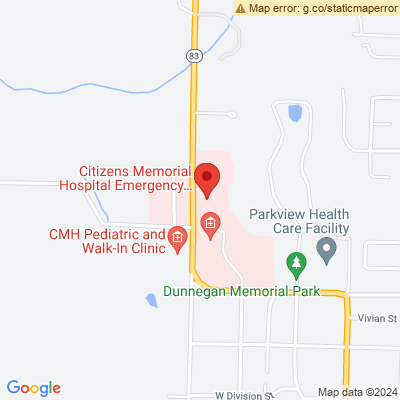 Map error: g.co/staticmaperror
83
Citizens Memorial
Hospital Emergency...
Parkview Health
Care Facility
CMH Pediatric and
Walk-In Clinic
Dunnegan Memorial Park
Vivian St
W Division S
Google
Map data ©2024